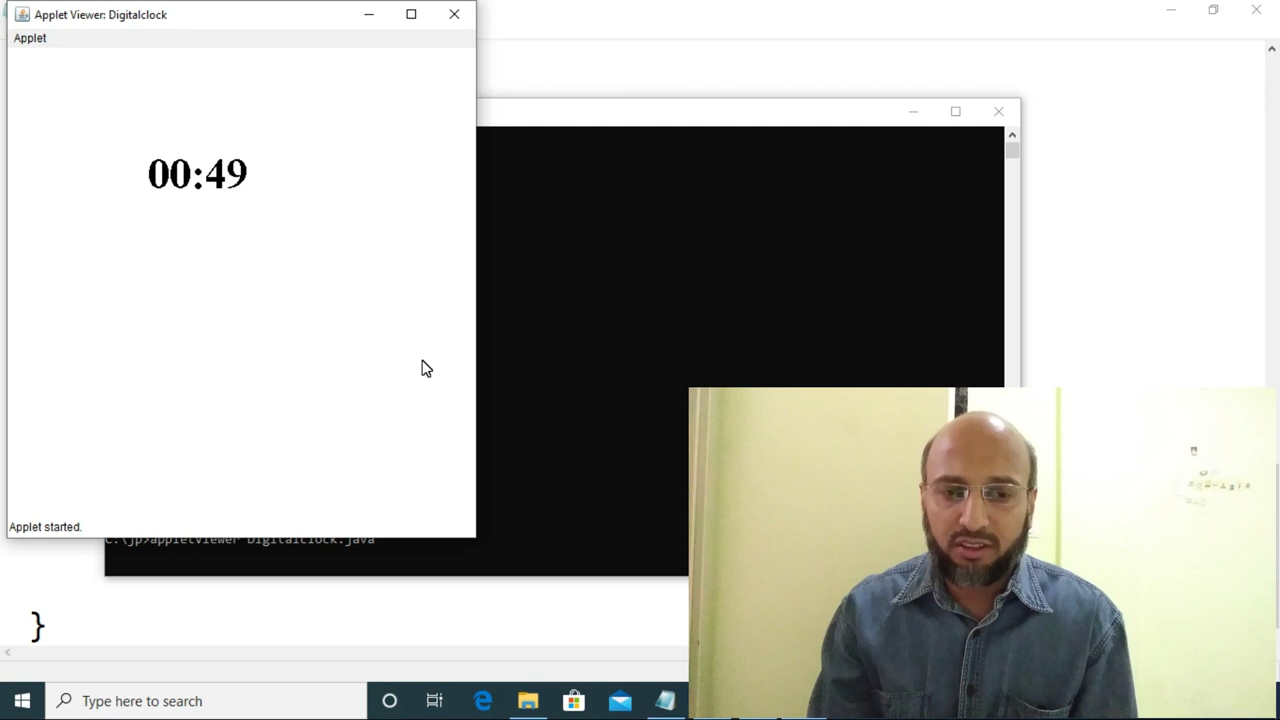 Applet Viewer: Digitalclock
Applet
00:49
Applet started.
C:\jp>appletviewer Digitalclock.java
}
Type here to search